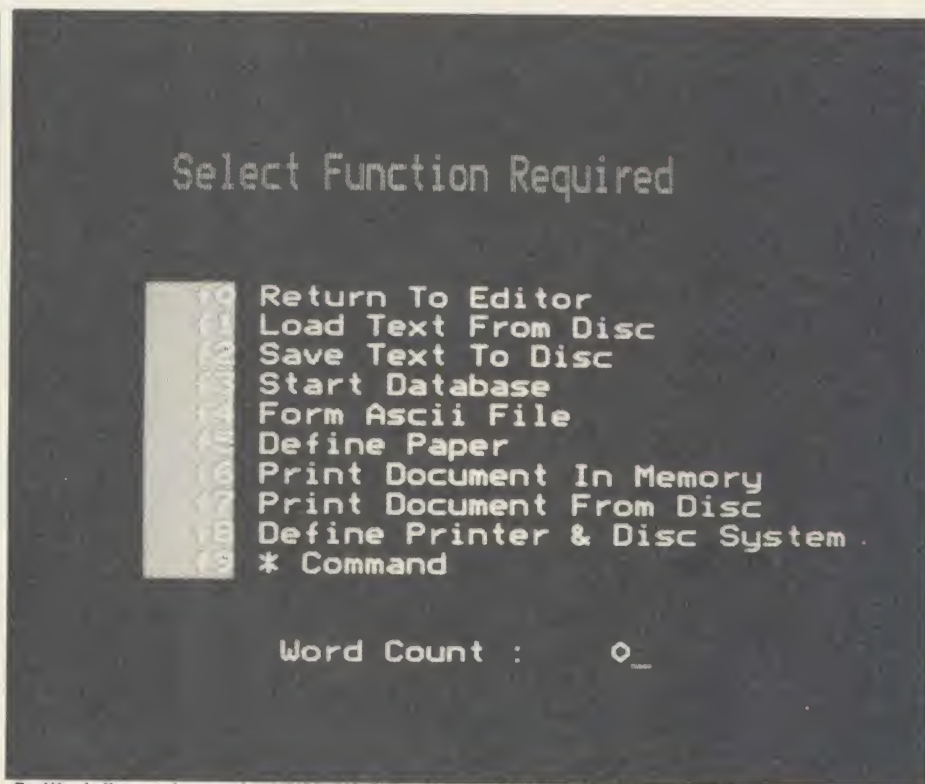 Select Function Required
f0 Return To Editor
f1 Load Text From Disc
f2 Save Text To Disc
f3 Start Database
f4 Form Ascii File
f5 Define Paper
f6 Print Document In Memory
f7 Print Document From Disc
f8 Define Printer & Disc System
f9 * Command
Word Count : 0_